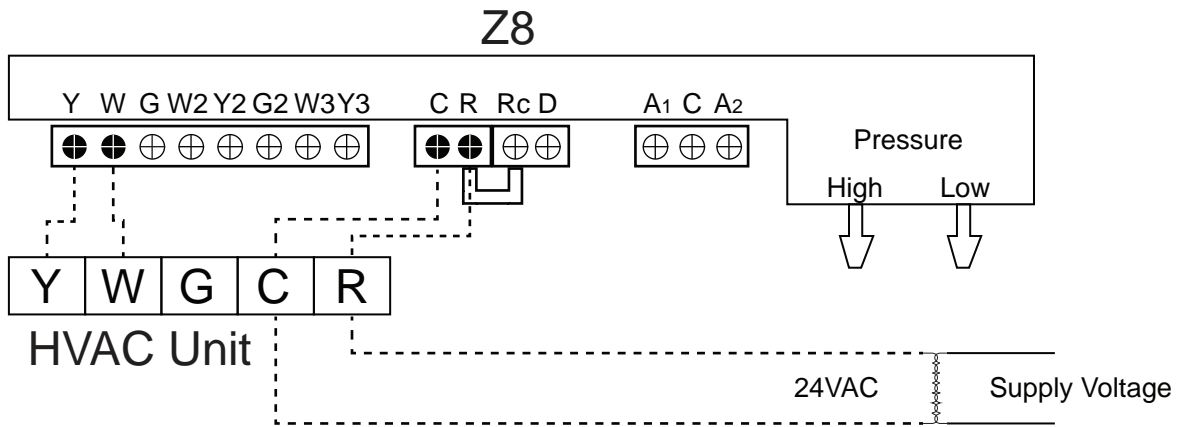 Z8
Y W G W2 Y2 G2 W3 Y3 C R Rc D A1 C A2
Pressure
High Low
Y W G C R
HVAC Unit
24VAC Supply Voltage